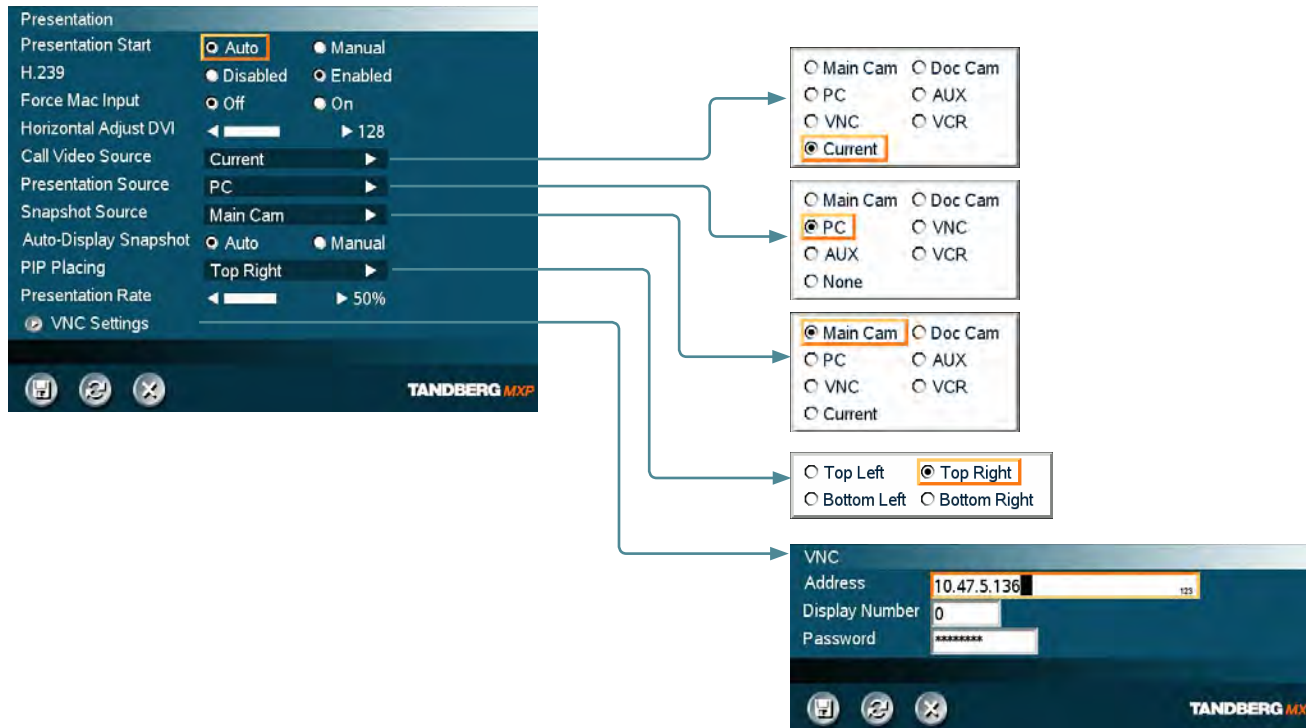 Presentation
Presentation Start Auto Manual
H.239 Disabled Enabled
Force Mac Input Off On
Horizontal Adjust DVI 128
Call Video Source Current
Presentation Source PC
Snapshot Source Main Cam
Auto-Display Snapshot Auto Manual
PIP Placing Top Right
Presentation Rate 50%
VNC Settings
TANDBERG MXP
Main Cam Doc Cam
PC AUX
VNC VCR
Current
Main Cam Doc Cam
PC VNC
AUX VCR
None
Main Cam Doc Cam
PC AUX
VNC VCR
Current
Top Left Top Right
Bottom Left Bottom Right
VNC
Address 10.47.5.136 123
Display Number 0
Password ********
TANDBERG MX